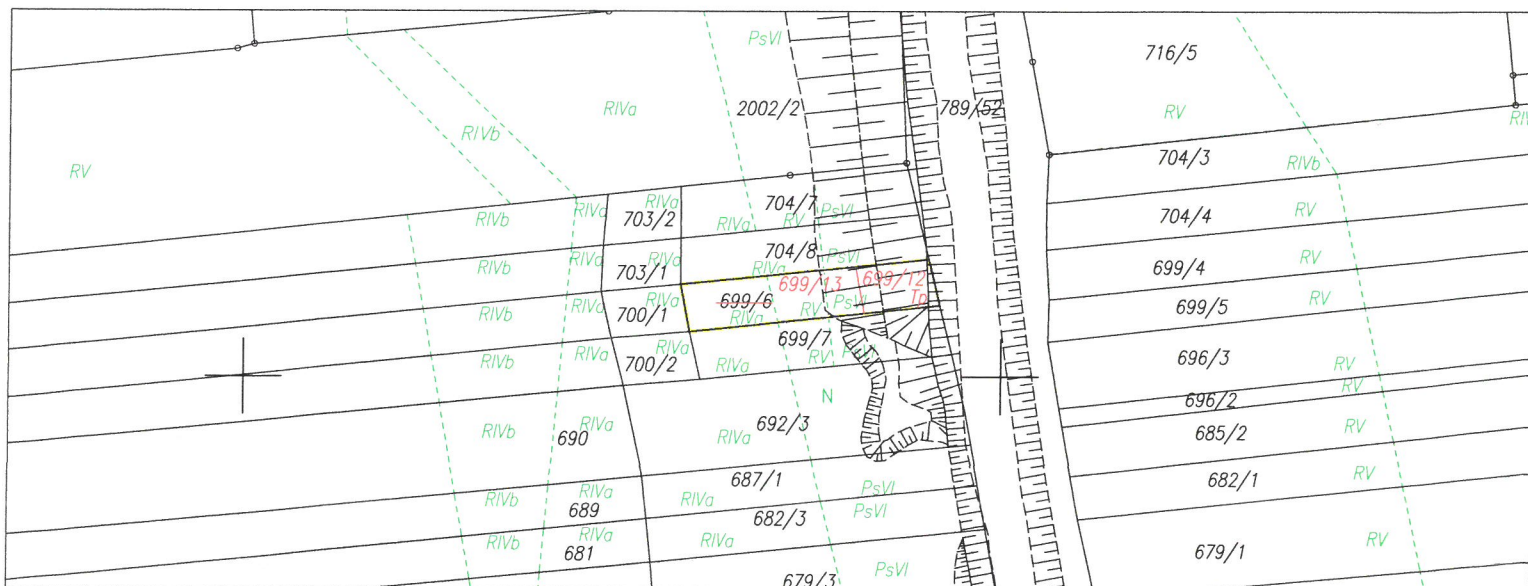 PsVI
716/5
RIVa
2002/2
789/52
RV
RIVb
RV
704/3
RIVb
RIVa
704/7
PsVI
RIVb
RIVa
703/2
RIVa
RV
704/4
RV
704/8
PsVI
RIVb
RIVa
703/1
RIVa
RIVa
699/4
RV
699/13
699/12
699/6
PsVI
Tp
RIVb
RIVa
700/1
RIVa
RIVa
RV
699/5
RV
699/7
RIVb
RIVa
700/2
RIVa
RIVa
RV
696/3
RV
N
696/2
RV
RIVb
RIVa
690
RIVa
692/3
685/2
RV
687/1
PsVI
682/1
RV
RIVb
RIVa
689
RIVa
682/3
PsVI
RIVb
RIVa
681
RIVa
679/1
RV
679/3
PsVI